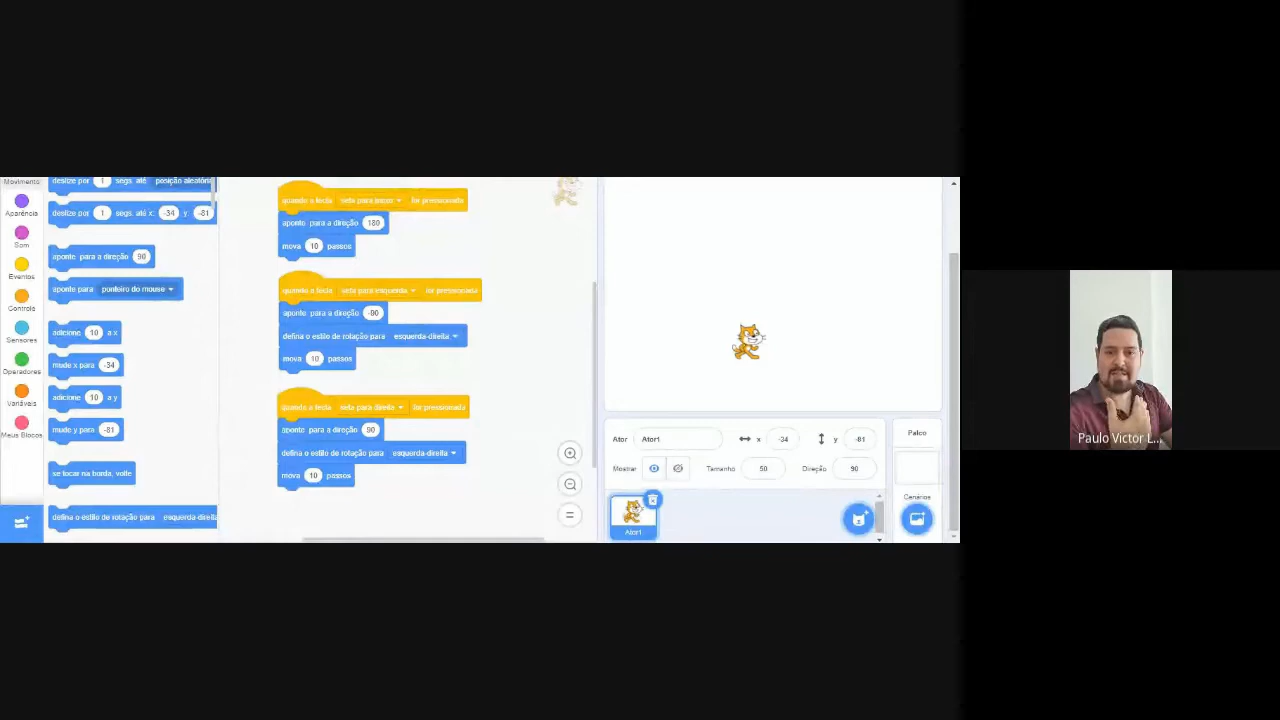 Movimento
Aparência
Som
Eventos
Controle
Sensores
Operadores
Variáveis
Meus Blocos
deslize por 1 segs. até posição aleatóri
deslize por 1 segs. até x: -34 y: -81
aponte para a direção 90
aponte para ponteiro do mouse
adicione 10 a x
mude x para -34
adicione 10 a y
mude y para -81
se tocar na borda, volte
defina o estilo de rotação para esquerda-direita
quando a tecla seta para baixo for pressionada
aponte para a direção 180
mova 10 passos
quando a tecla seta para esquerda for pressionada
aponte para a direção -90
defina o estilo de rotação para esquerda-direita
mova 10 passos
quando a tecla seta para direita for pressionada
aponte para a direção 90
defina o estilo de rotação para esquerda-direita
mova 10 passos
Ator Ator1 x -34 y -81
Mostrar Tamanho 50 Direção 90
Ator1
Palco
Cenários
Paulo Victor L...